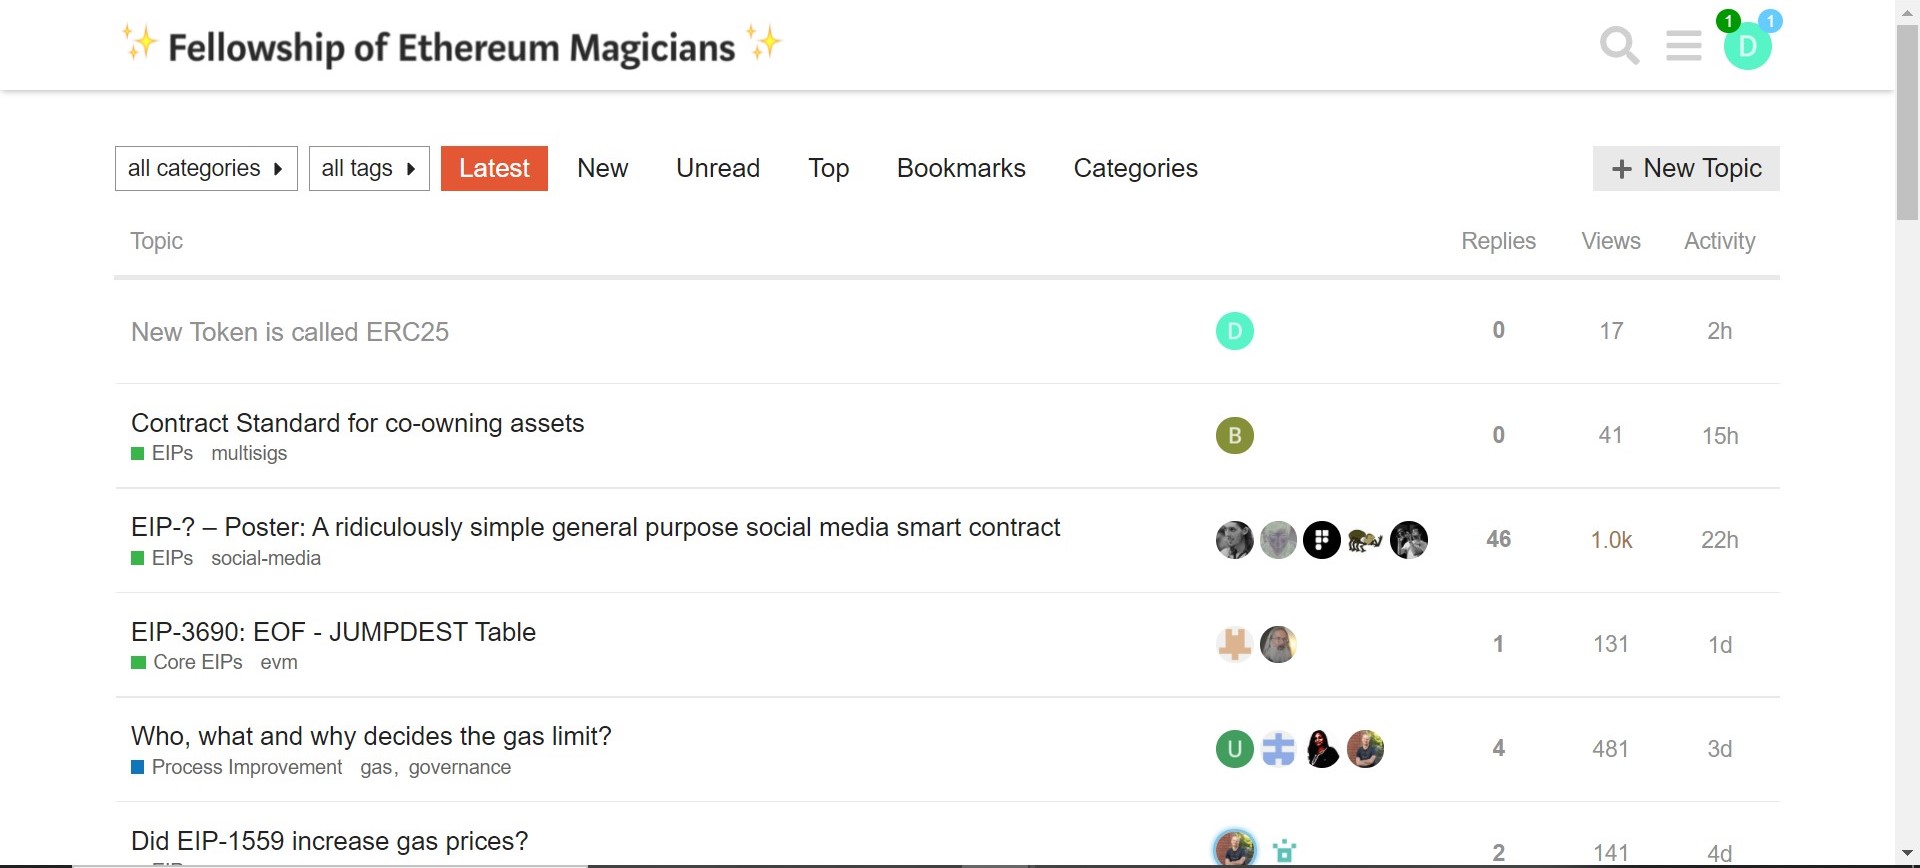 ✨ Fellowship of Ethereum Magicians ✨
1 D 1
all categories all tags Latest New Unread Top Bookmarks Categories + New Topic
Topic Replies Views Activity
New Token is called ERC25 D 0 17 2h
Contract Standard for co-owning assets
EIPs multisigs B 0 41 15h
EIP-? – Poster: A ridiculously simple general purpose social media smart contract
EIPs social-media 46 1.0k 22h
EIP-3690: EOF - JUMPDEST Table
Core EIPs evm 1 131 1d
Who, what and why decides the gas limit?
Process Improvement gas, governance U 4 481 3d
Did EIP-1559 increase gas prices? 2 141 4d